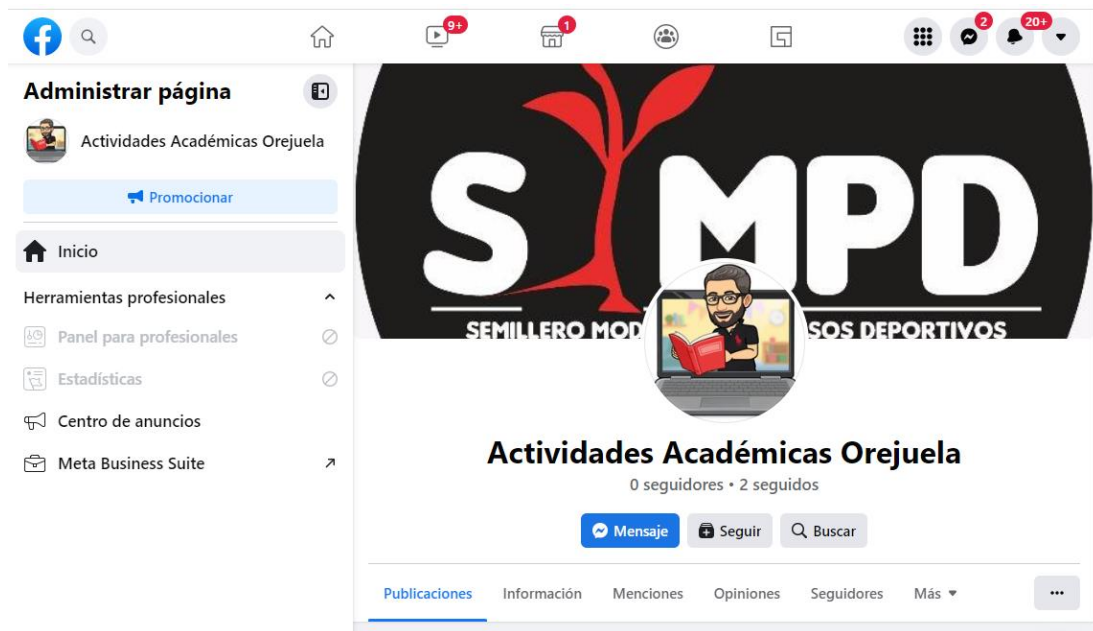 9+
1
2
20+
Administrar página
Actividades Académicas Orejuela
Promocionar
Inicio
Herramientas profesionales
Panel para profesionales
Estadísticas
Centro de anuncios
Meta Business Suite
S MPD
SEMILLERO MOD SOS DEPORTIVOS
Actividades Académicas Orejuela
0 seguidores • 2 seguidos
Mensaje
Seguir
Buscar
Publicaciones Información Menciones Opiniones Seguidores Más